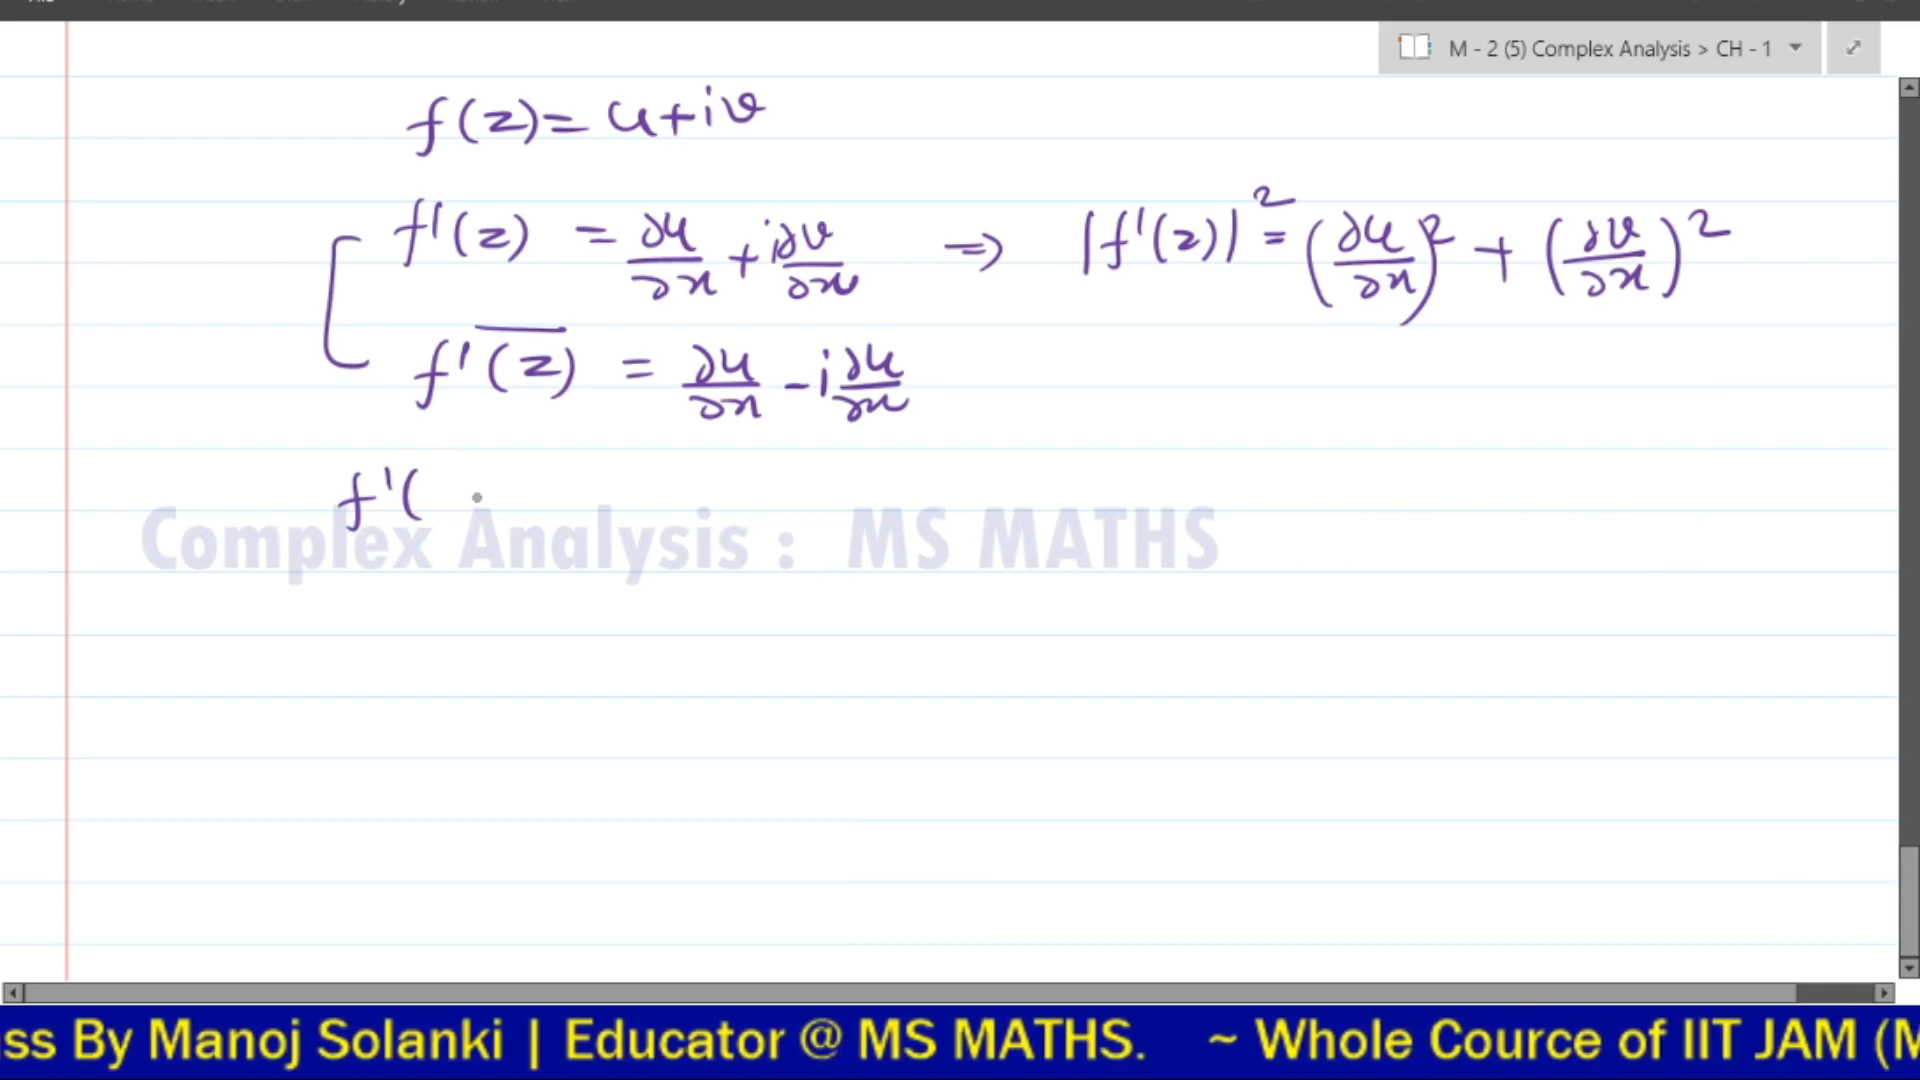 M - 2 (5) Complex Analysis > CH - 1
f(z) = u+iv
f'(z) = ∂u/∂x + i∂v/∂x ⇒ |f'(z)|² = (∂u/∂x)² + (∂v/∂x)²
f'(z)̅ = ∂u/∂x - i∂u/∂x
f'(
Complex Analysis : MS MATHS
ss By Manoj Solanki | Educator @ MS MATHS. ~ Whole Cource of IIT JAM (M